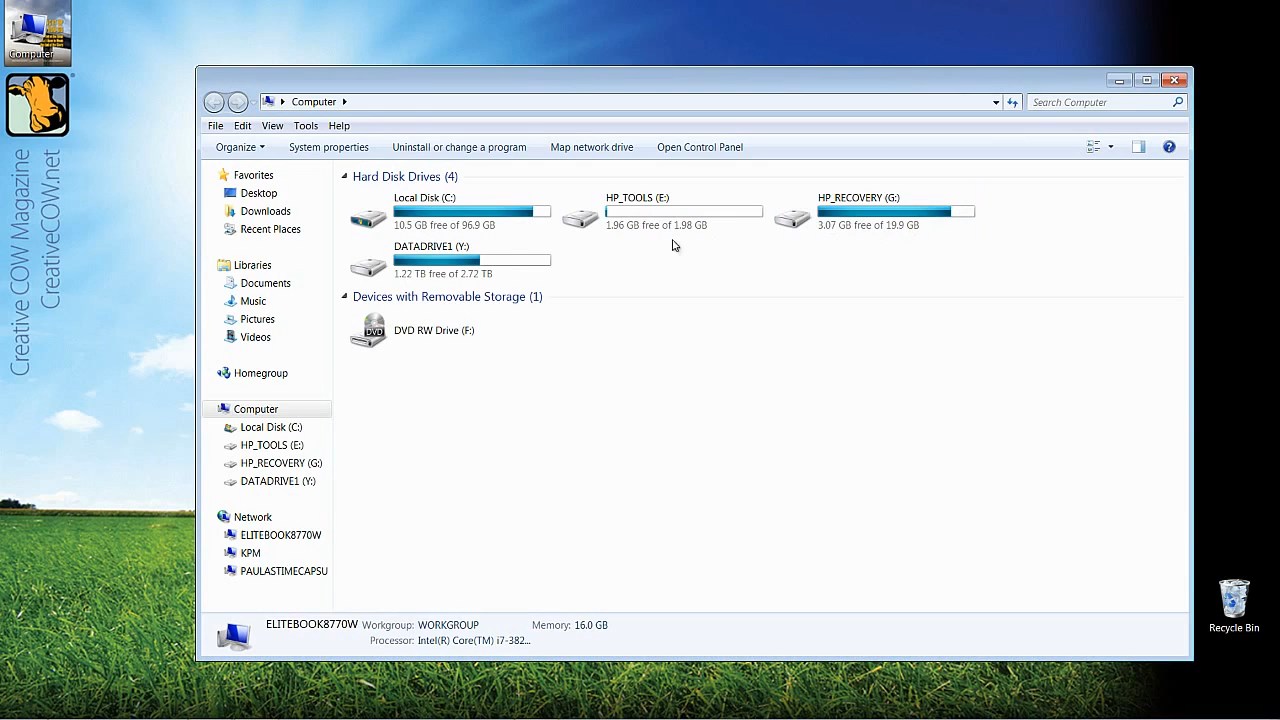 Computer
Creative COW Magazine
CreativeCOW.net
Computer
Search Computer
File Edit View Tools Help
Organize System properties Uninstall or change a program Map network drive Open Control Panel
Favorites
Desktop
Downloads
Recent Places
Libraries
Documents
Music
Pictures
Videos
Homegroup
Computer
Local Disk (C:)
HP_TOOLS (E:)
HP_RECOVERY (G:)
DATADRIVE1 (Y:)
Network
ELITEBOOK8770W
KPM
PAULASTIMECAPSU
Hard Disk Drives (4)
Local Disk (C:)
10.5 GB free of 96.9 GB
HP_TOOLS (E:)
1.96 GB free of 1.98 GB
HP_RECOVERY (G:)
3.07 GB free of 19.9 GB
DATADRIVE1 (Y:)
1.22 TB free of 2.72 TB
Devices with Removable Storage (1)
DVD
DVD RW Drive (F:)
ELITEBOOK8770W Workgroup: WORKGROUP Memory: 16.0 GB
Processor: Intel(R) Core(TM) i7-382...
Recycle Bin